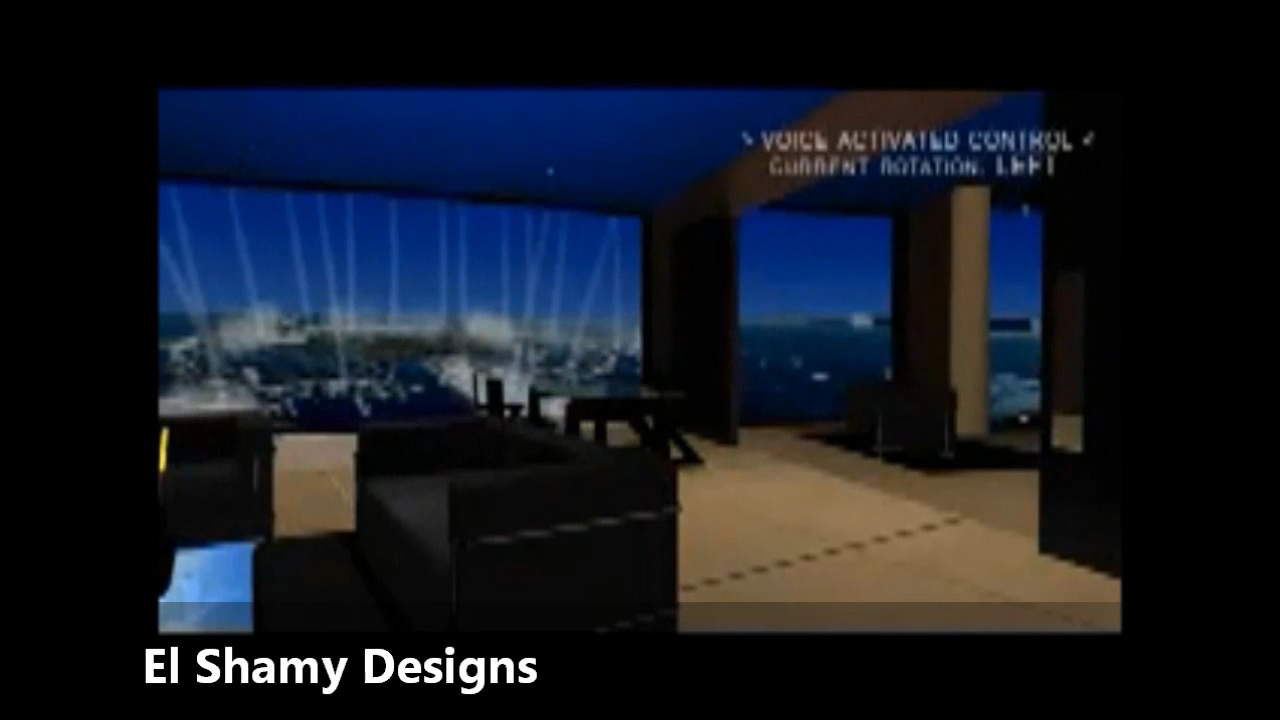 > VOICE ACTIVATED CONTROL <
CURRENT ROTATION: LEFT
El Shamy Designs